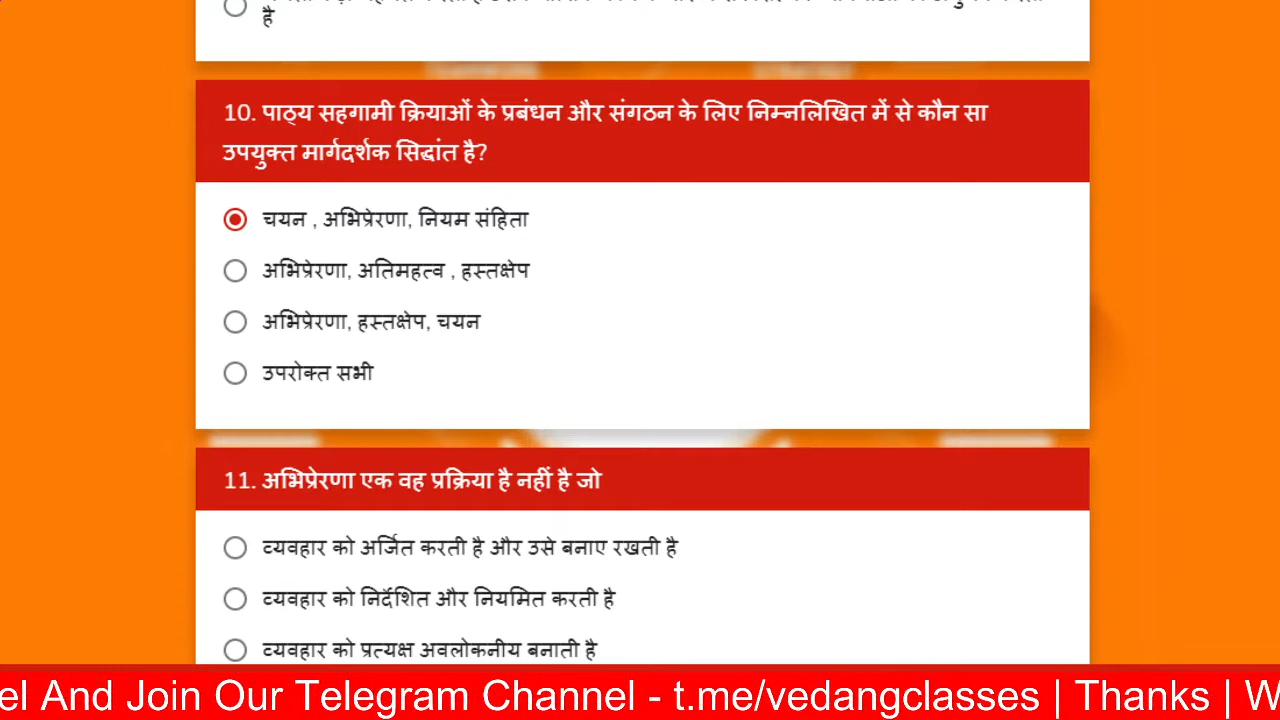 है
10. पाठ्य सहगामी क्रियाओं के प्रबंधन और संगठन के लिए निम्नलिखित में से कौन सा
उपयुक्त मार्गदर्शक सिद्धांत है?
चयन , अभिप्रेरणा, नियम संहिता
अभिप्रेरणा, अतिमहत्व , हस्तक्षेप
अभिप्रेरणा, हस्तक्षेप, चयन
उपरोक्त सभी
11. अभिप्रेरणा एक वह प्रक्रिया है नहीं है जो
व्यवहार को अर्जित करती है और उसे बनाए रखती है
व्यवहार को निर्देशित और नियमित करती है
व्यवहार को प्रत्यक्ष अवलोकनीय बनाती है
el And Join Our Telegram Channel - t.me/vedangclasses | Thanks | W